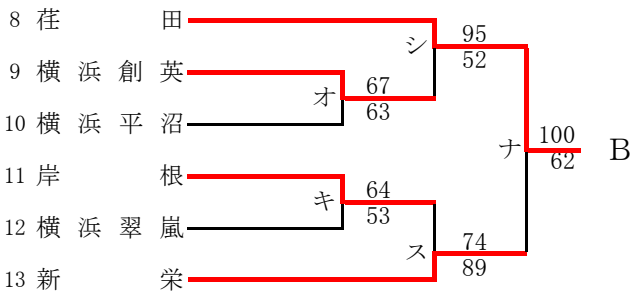 8 荏田
シ 95
52
9 横浜創英
オ 67
63
10 横浜平沼
ナ 100
62 B
11 岸根
キ 64
53
12 横浜翠嵐
ス 74
89
13 新栄